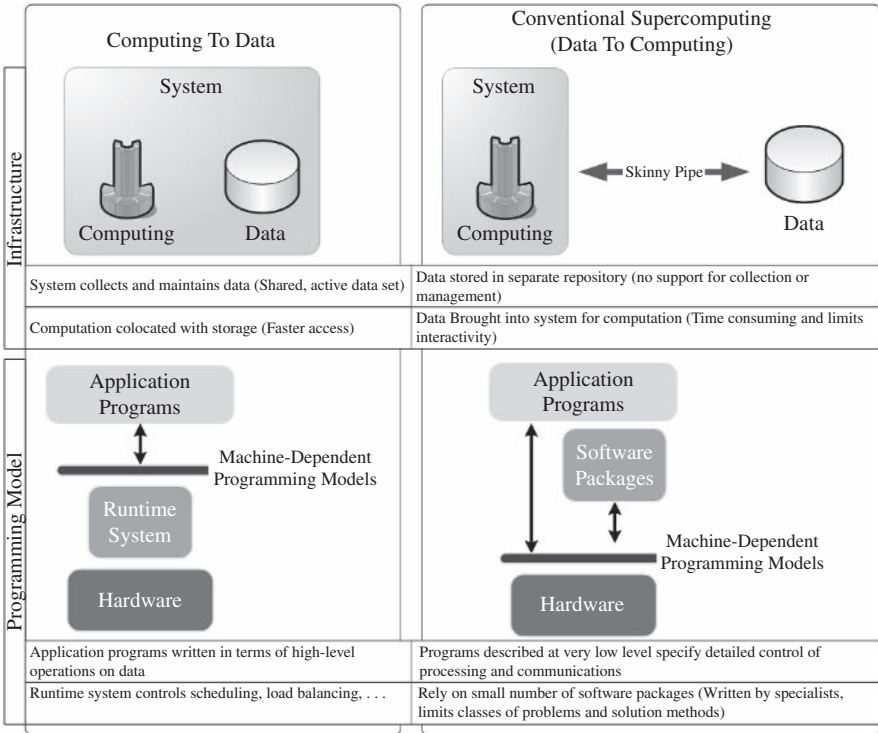 Computing To Data
Conventional Supercomputing
(Data To Computing)
Infrastructure
System
Computing
Data
System
Computing
Skinny Pipe
Data
System collects and maintains data (Shared, active data set)
Data stored in separate repository (no support for collection or
management)
Computation colocated with storage (Faster access)
Data Brought into system for computation (Time consuming and limits
interactivity)
Programming Model
Application
Programs
Machine-Dependent
Programming Models
Runtime
System
Hardware
Application
Programs
Software
Packages
Machine-Dependent
Programming Models
Hardware
Application programs written in terms of high-level
operations on data
Programs described at very low level specify detailed control of
processing and communications
Runtime system controls scheduling, load balancing, . . .
Rely on small number of software packages (Written by specialists,
limits classes of problems and solution methods)